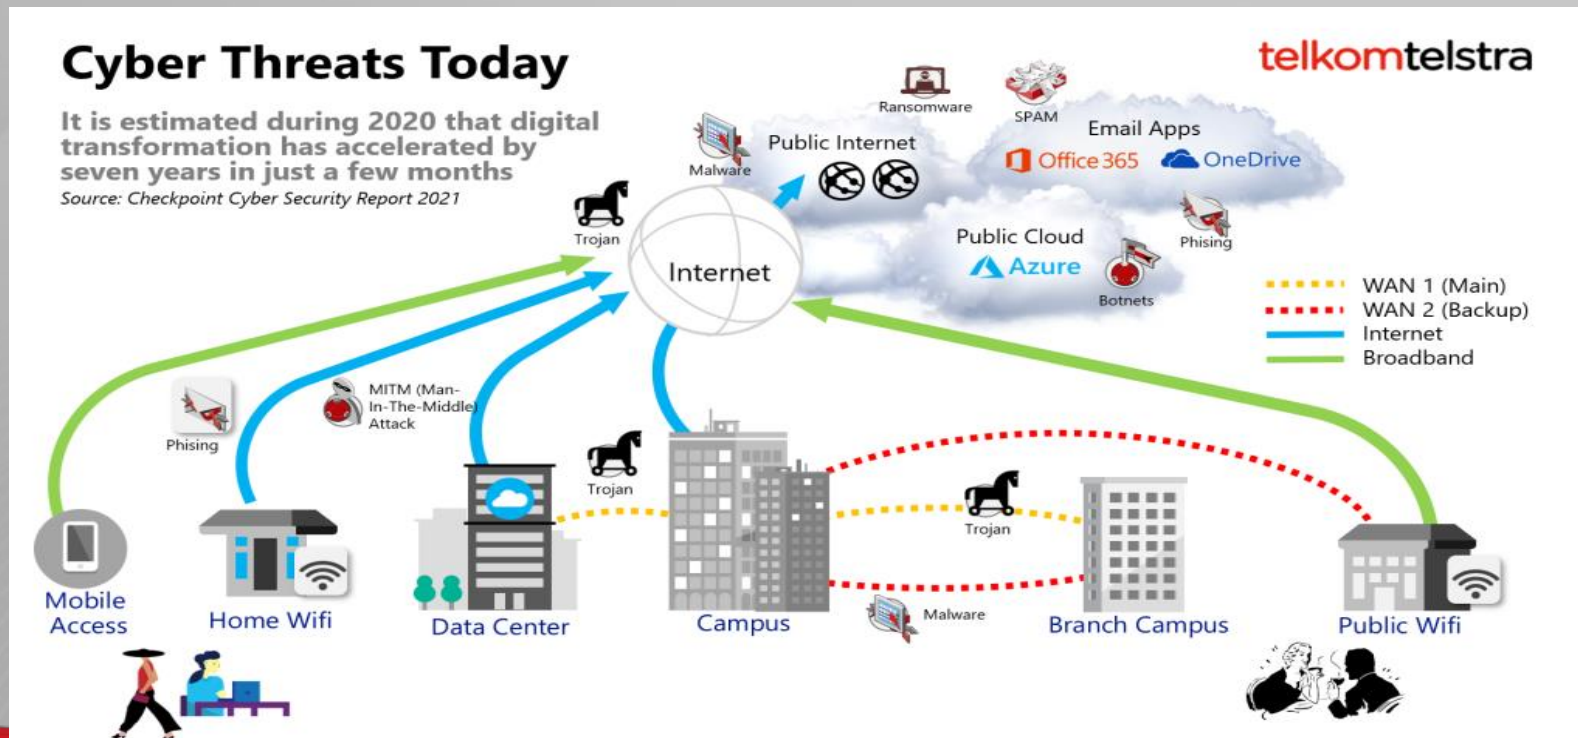 Cyber Threats Today
telkomtelstra
It is estimated during 2020 that digital
transformation has accelerated by
seven years in just a few months
Source: Checkpoint Cyber Security Report 2021
Ransomware
SPAM
Malware
Public Internet
Email Apps
Office 365
OneDrive
Trojan
Phising
Public Cloud
Azure
Botnets
Internet
WAN 1 (Main)
WAN 2 (Backup)
Internet
Broadband
Phising
MITM (Man-
In-The-Middle)
Attack
Trojan
Trojan
Malware
Mobile
Access
Home Wifi
Data Center
Campus
Branch Campus
Public Wifi